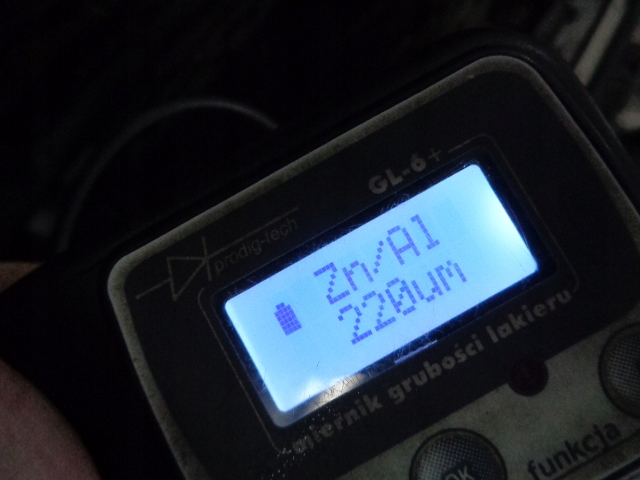 GL-6+
prodig-tech
Zn/Al
220um
miernik grubości lakieru
OK
funkcja